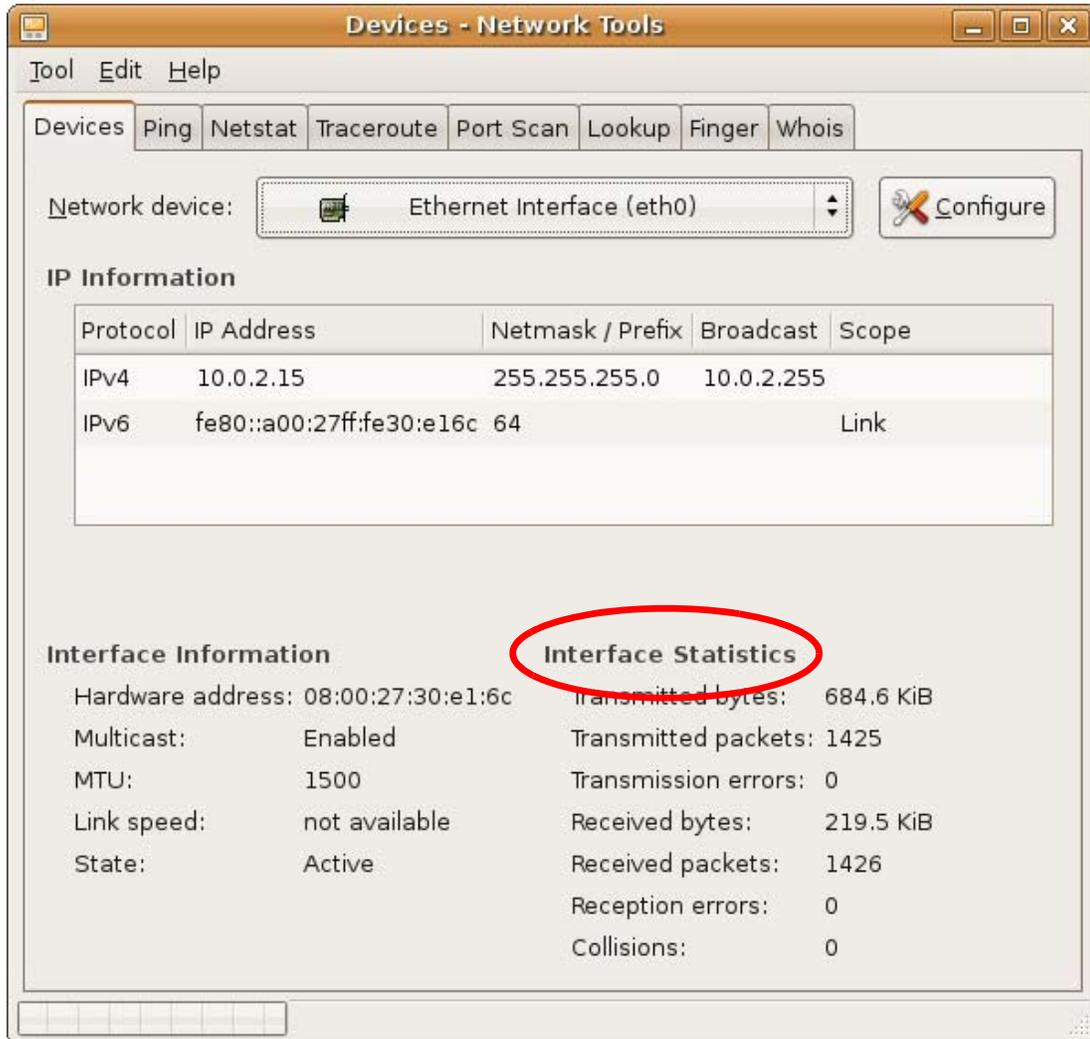 Devices - Network Tools
Tool Edit Help
Devices Ping Netstat Traceroute Port Scan Lookup Finger Whois
Network device: Ethernet Interface (eth0) Configure
IP Information
Protocol IP Address Netmask / Prefix Broadcast Scope
IPv4 10.0.2.15 255.255.255.0 10.0.2.255
IPv6 fe80::a00:27ff:fe30:e16c 64 Link
Interface Information
Hardware address: 08:00:27:30:e1:6c
Multicast: Enabled
MTU: 1500
Link speed: not available
State: Active
Interface Statistics
Transmitted bytes: 684.6 KiB
Transmitted packets: 1425
Transmission errors: 0
Received bytes: 219.5 KiB
Received packets: 1426
Reception errors: 0
Collisions: 0